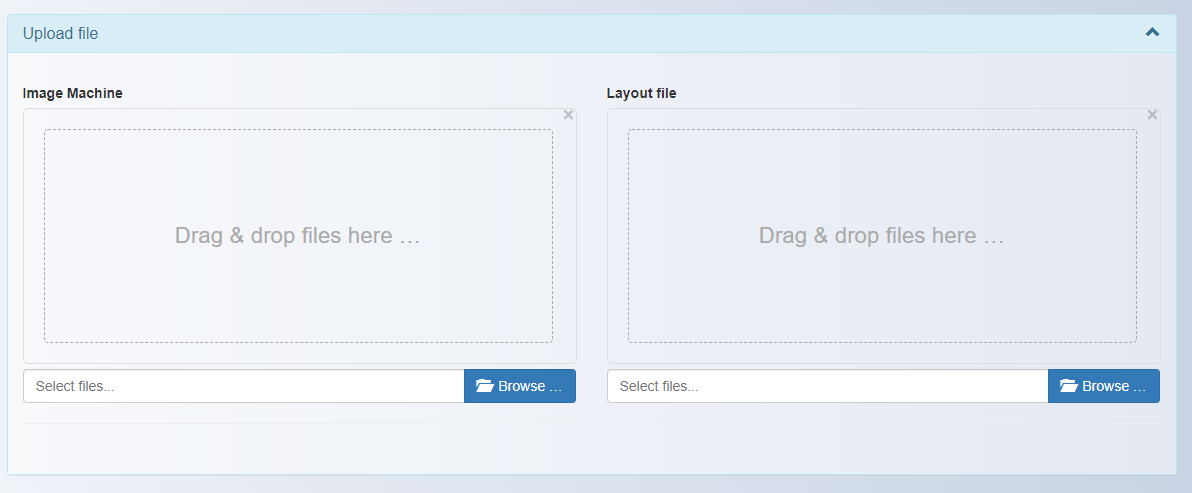 Upload file
Image Machine
Layout file
Drag & drop files here …
Drag & drop files here …
Select files...
Browse …
Select files...
Browse …